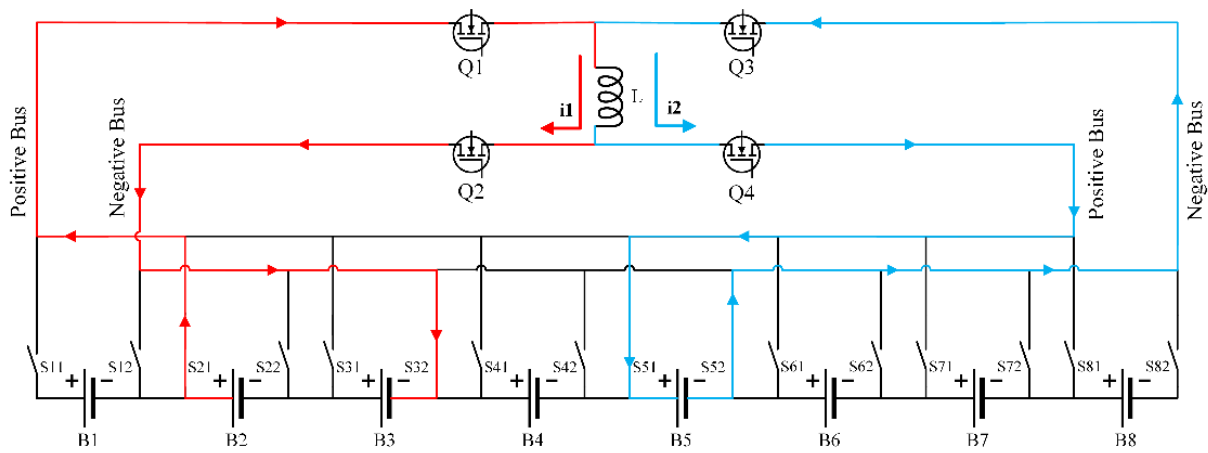 Q1
Q3
L
i1
i2
Q2
Q4
Positive Bus
Negative Bus
Positive Bus
Negative Bus
S11
S12
S21
S22
S31
S32
S41
S42
S51
S52
S61
S62
S71
S72
S81
S82
+ −
+ −
+ −
+ −
+ −
+ −
+ −
+ −
B1
B2
B3
B4
B5
B6
B7
B8